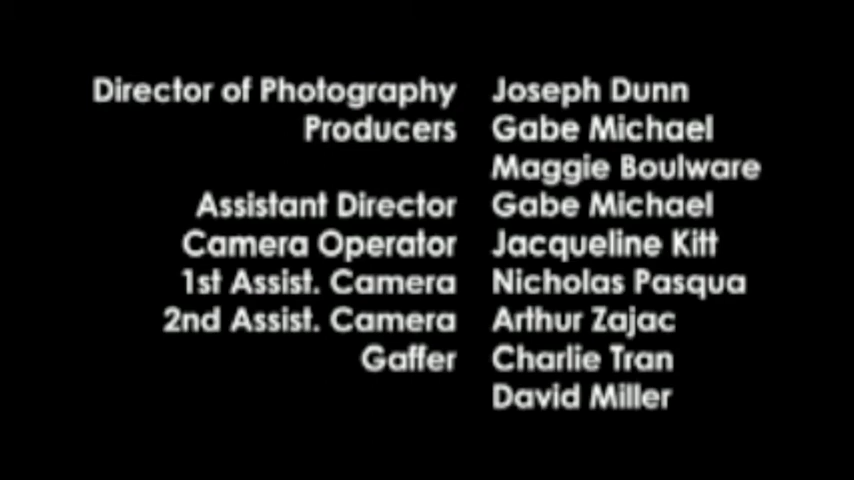 Director of Photography Joseph Dunn
Producers Gabe Michael
Maggie Boulware
Assistant Director Gabe Michael
Camera Operator Jacqueline Kitt
1st Assist. Camera Nicholas Pasqua
2nd Assist. Camera Arthur Zajac
Gaffer Charlie Tran
David Miller